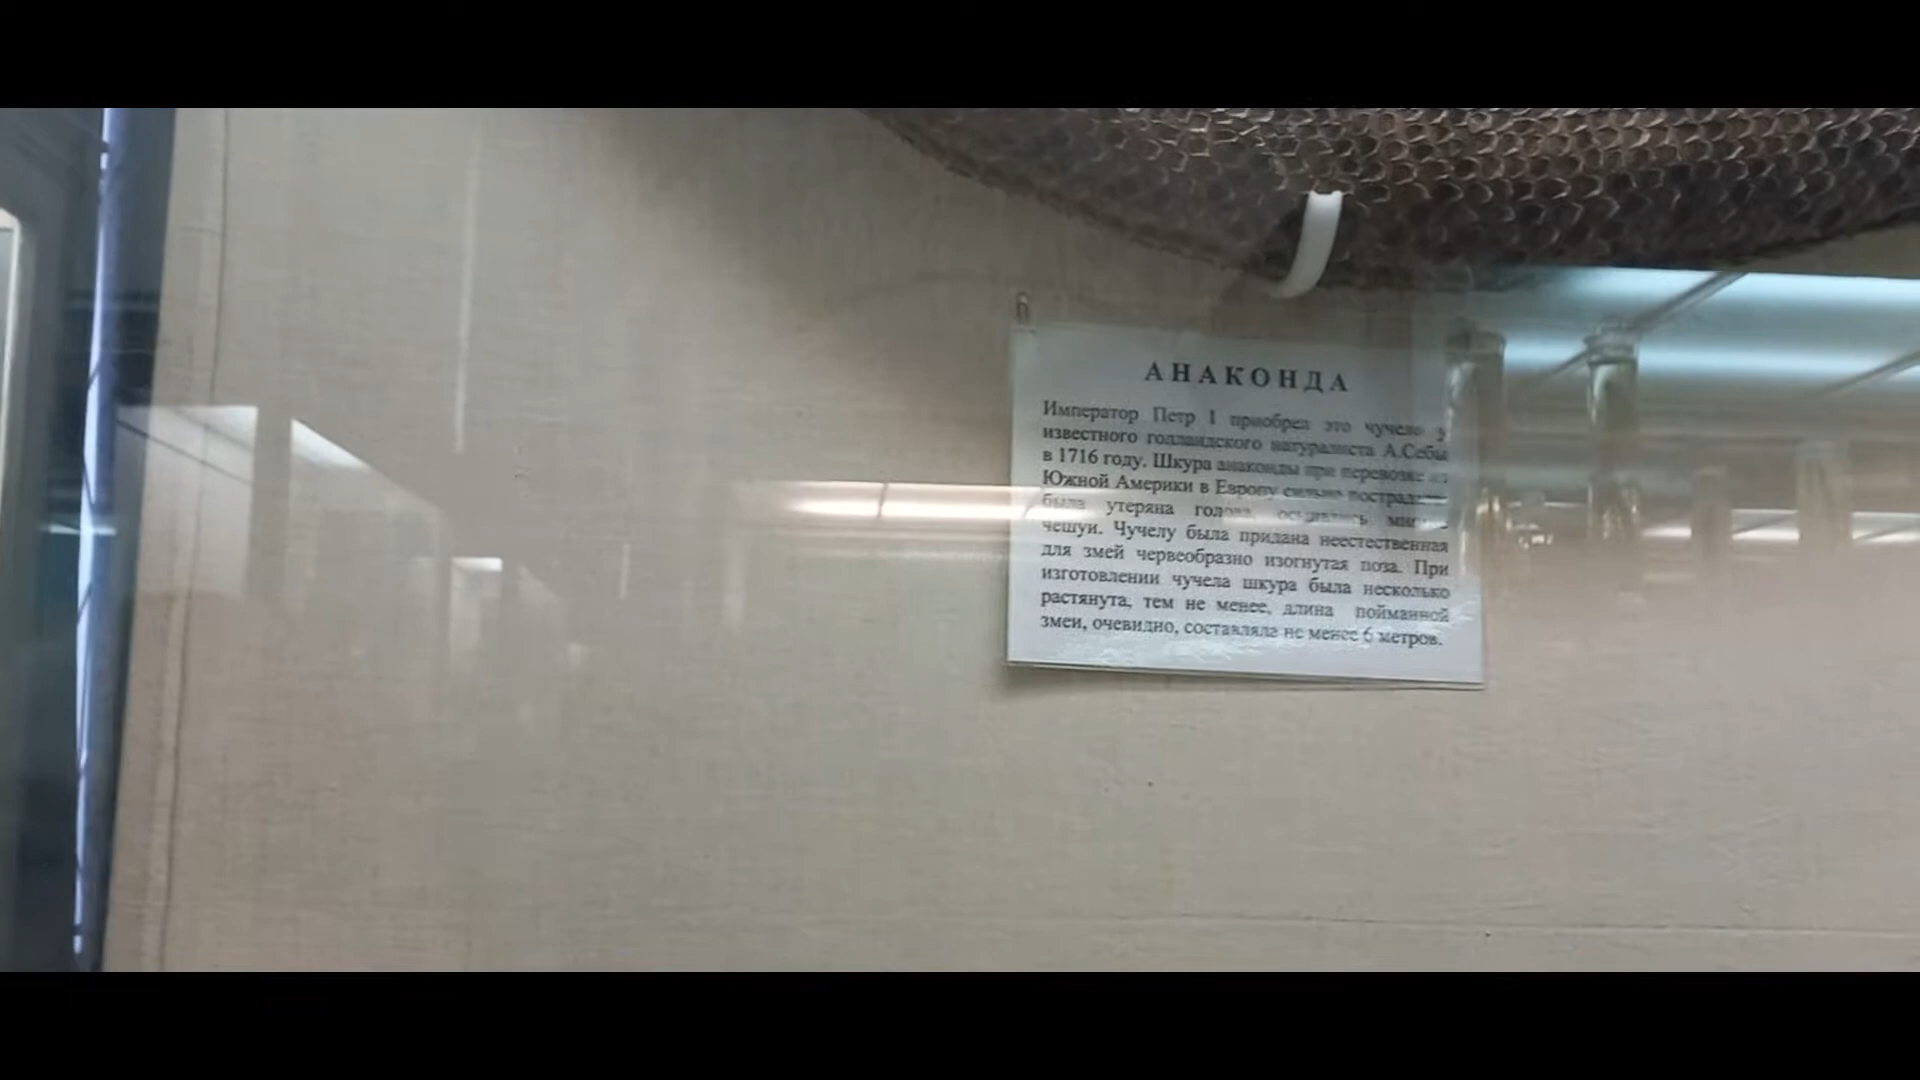 АНАКОНДА
Император Петр I приобрел это чучело у
известного голландского натуралиста А.Себы
в 1716 году. Шкура анаконды при перевозке из
Южной Америки в Европу сильно пострадала:
была утеряна голова,
чешуи. Чучелу была придана неестественная
для змей червеобразно изогнутая поза. При
изготовлении чучела шкура была несколько
растянута, тем не менее, длина пойманной
змеи, очевидно, составляла не менее 6 метров.